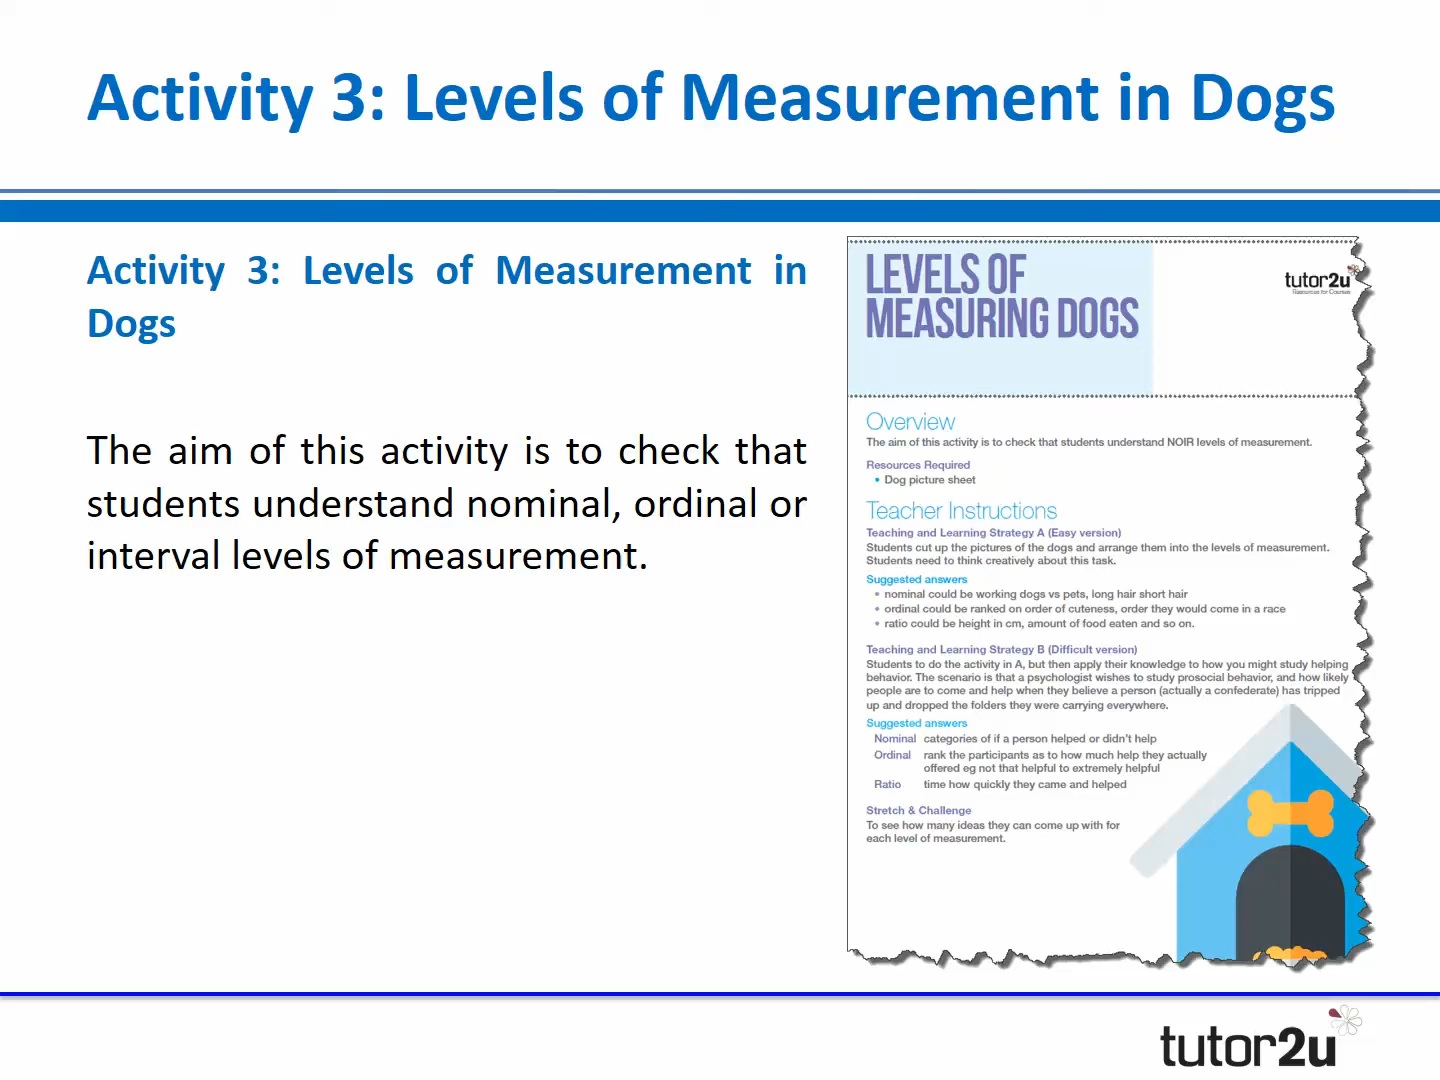 Activity 3: Levels of Measurement in Dogs
Activity 3: Levels of Measurement in
Dogs
The aim of this activity is to check that
students understand nominal, ordinal or
interval levels of measurement.
LEVELS OF
MEASURING DOGS
tutor2u
Resources for Courses
Overview
The aim of this activity is to check that students understand NOIR levels of measurement.
Resources Required
• Dog picture sheet
Teacher Instructions
Teaching and Learning Strategy A (Easy version)
Students cut up the pictures of the dogs and arrange them into the levels of measurement.
Students need to think creatively about this task.
Suggested answers
• nominal could be working dogs vs pets, long hair short hair
• ordinal could be ranked on order of cuteness, order they would come in a race
• ratio could be height in cm, amount of food eaten and so on.
Teaching and Learning Strategy B (Difficult version)
Students to do the activity in A, but then apply their knowledge to how you might study helping
behavior. The scenario is that a psychologist wishes to study prosocial behavior, and how likely
people are to come and help when they believe a person (actually a confederate) has tripped
up and dropped the folders they were carrying everywhere.
Suggested answers
Nominal categories of if a person helped or didn't help
Ordinal rank the participants as to how much help they actually
offered eg not that helpful to extremely helpful
Ratio time how quickly they came and helped
Stretch & Challenge
To see how many ideas they can come up with for
each level of measurement.
tutor2u